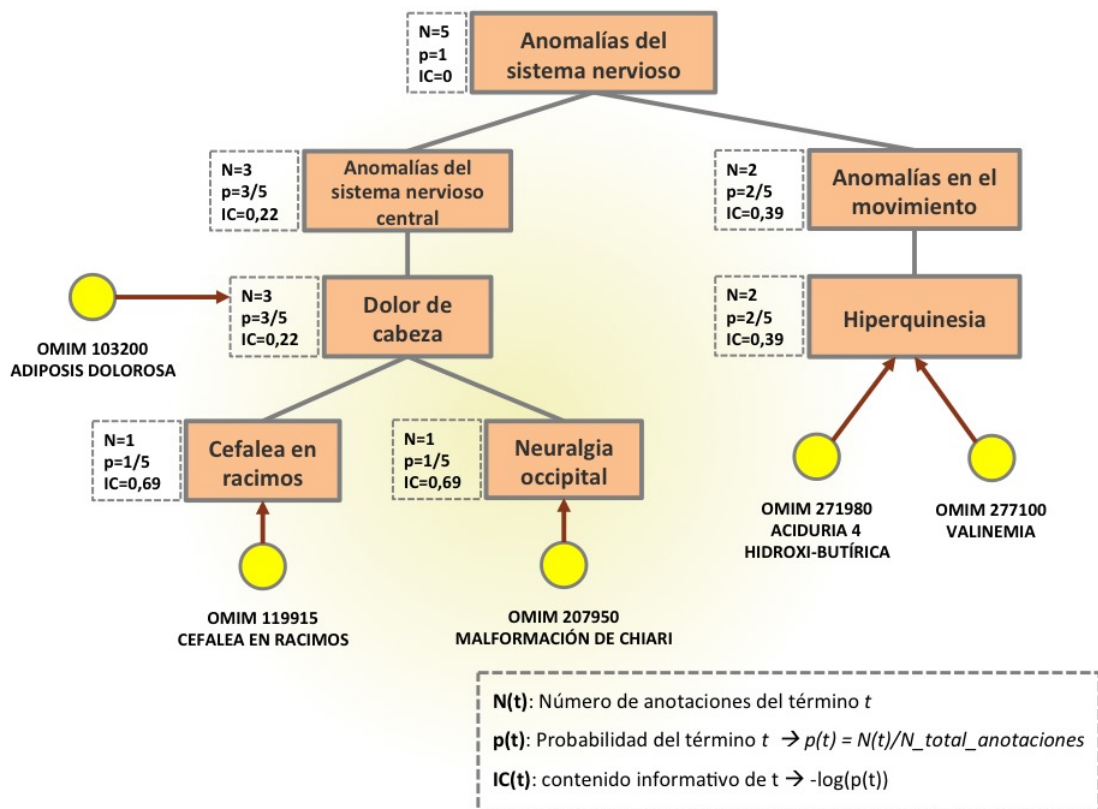 N=5
p=1
IC=0
Anomalías del
sistema nervioso
N=3
p=3/5
IC=0,22
Anomalías del
sistema nervioso
central
N=2
p=2/5
IC=0,39
Anomalías en el
movimiento
OMIM 103200
ADIPOSIS DOLOROSA
N=3
p=3/5
IC=0,22
Dolor de
cabeza
N=2
p=2/5
IC=0,39
Hiperquinesia
N=1
p=1/5
IC=0,69
Cefalea en
racimos
N=1
p=1/5
IC=0,69
Neuralgia
occipital
OMIM 271980
ACIDURIA 4
HIDROXI-BUTÍRICA
OMIM 277100
VALINEMIA
OMIM 119915
CEFALEA EN RACIMOS
OMIM 207950
MALFORMACIÓN DE CHIARI
N(t): Número de anotaciones del término t
p(t): Probabilidad del término t → p(t) = N(t)/N_total_anotaciones
IC(t): contenido informativo de t → -log(p(t))